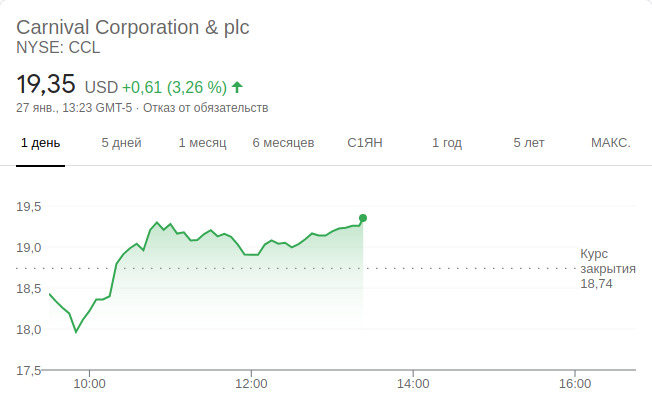 Carnival Corporation & plc
NYSE: CCL
19,35 USD +0,61 (3,26 %)
27 янв., 13:23 GMT-5 · Отказ от обязательств
1 день 5 дней 1 месяц 6 месяцев С1ЯН 1 год 5 лет МАКС.
19,5
19,0
Курс
закрытия
18,74
18,5
18,0
17,5
10:00 12:00 14:00 16:00